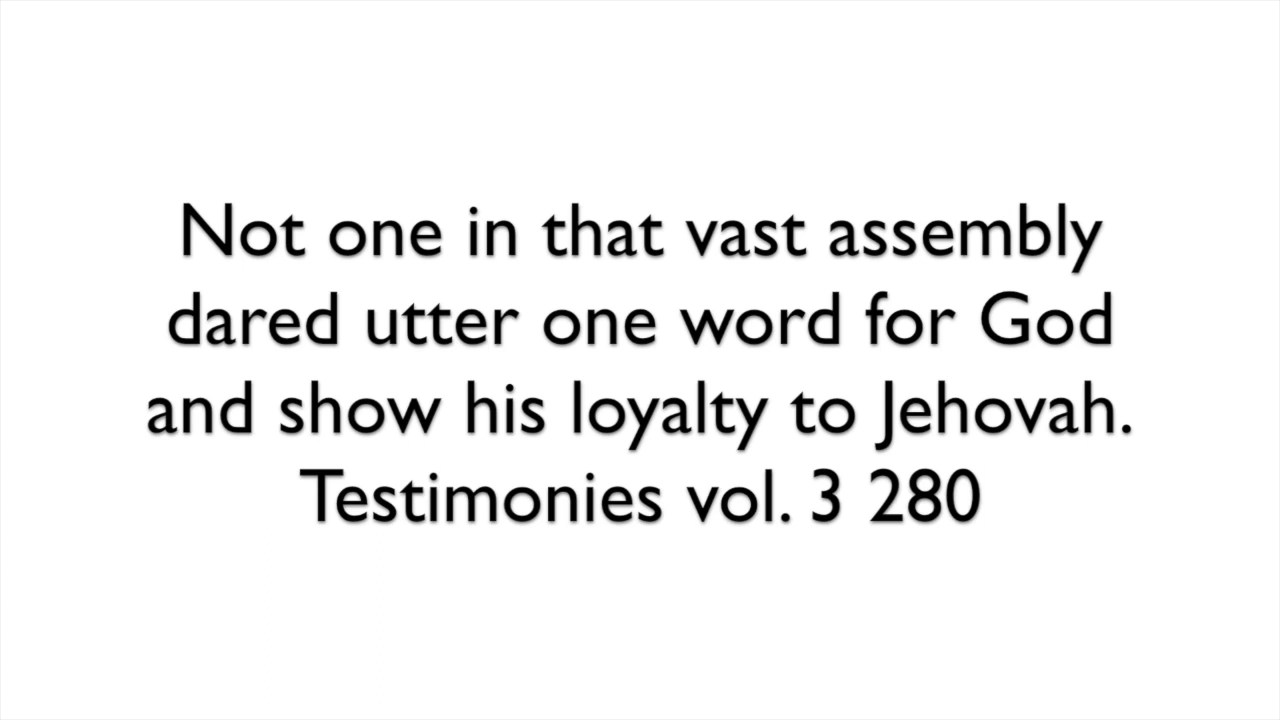 Not one in that vast assembly
dared utter one word for God
and show his loyalty to Jehovah.
Testimonies vol. 3 280